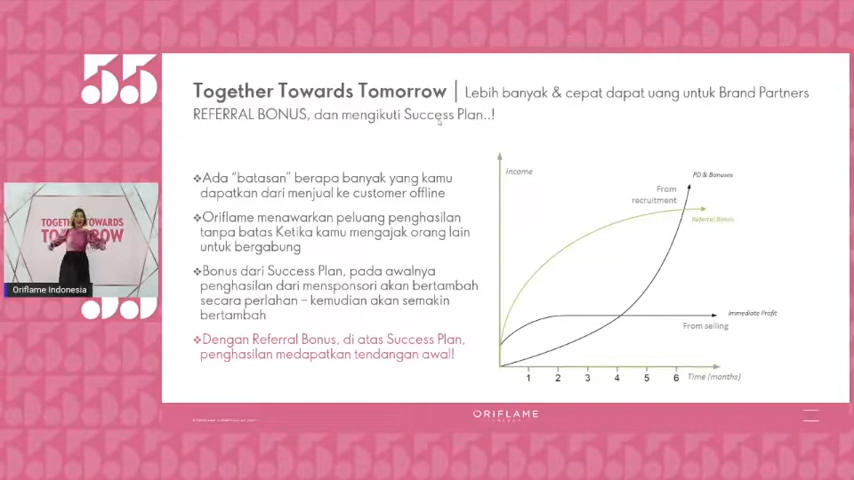 55
Together Towards Tomorrow | Lebih banyak & cepat dapat uang untuk Brand Partners
REFERRAL BONUS, dan mengikuti Success Plan..!
❖Ada “batasan” berapa banyak yang kamu
dapatkan dari menjual ke customer offline
❖Oriflame menawarkan peluang penghasilan
tanpa batas Ketika kamu mengajak orang lain
untuk bergabung
❖Bonus dari Success Plan, pada awalnya
penghasilan dari mensponsori akan bertambah
secara perlahan – kemudian akan semakin
bertambah
❖Dengan Referral Bonus, di atas Success Plan,
penghasilan medapatkan tendangan awal!
Income
PD & Bonuses
From
recruitment
Referral Bonus
Immediate Profit
From selling
1 2 3 4 5 6 Time (months)
TOGETHER TOWARDS
TOMORROW
Oriflame Indonesia
ORIFLAME